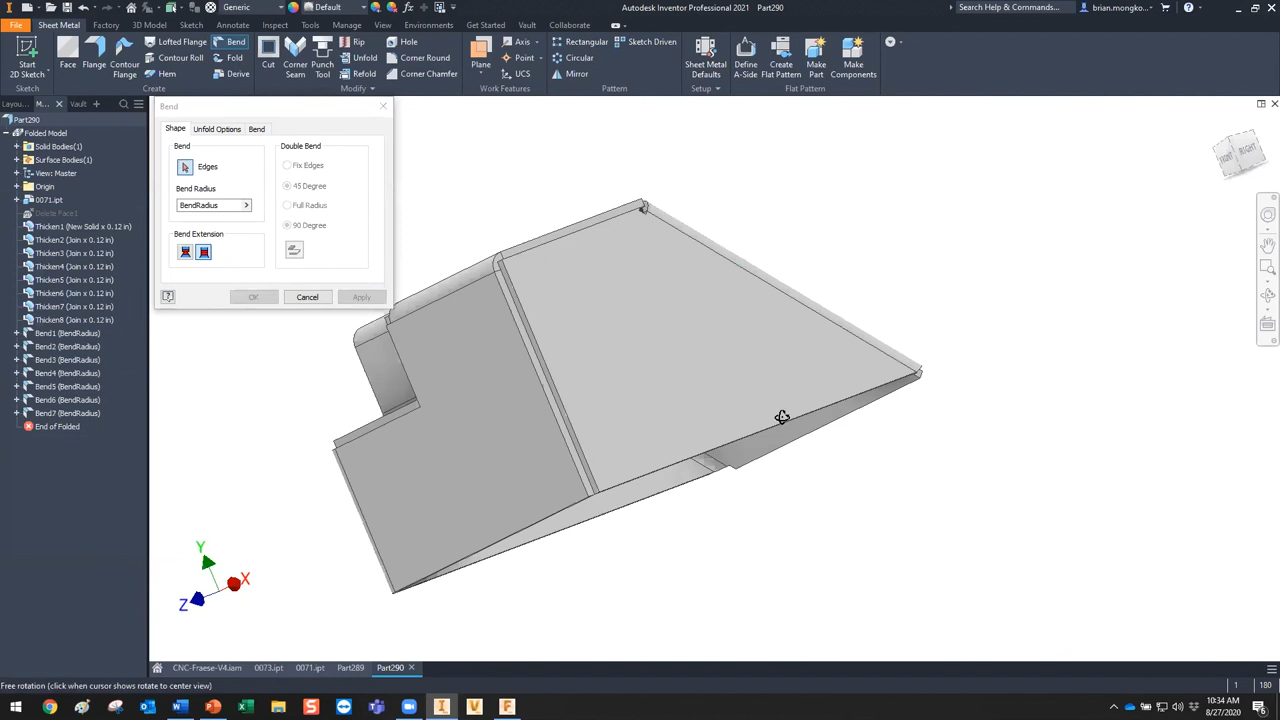 Generic
Default
Autodesk Inventor Professional 2021 Part290
Search Help & Commands...
brian.mongko...
File
Sheet Metal
Factory
3D Model
Sketch
Annotate
Inspect
Tools
Manage
View
Environments
Get Started
Vault
Collaborate
Start
2D Sketch
Face
Flange
Contour
Flange
Lofted Flange
Contour Roll
Hem
Bend
Fold
Derive
Cut
Corner
Seam
Punch
Tool
Rip
Unfold
Refold
Hole
Corner Round
Corner Chamfer
Plane
Axis
Point
UCS
Rectangular
Circular
Mirror
Sketch Driven
Sheet Metal
Defaults
Define
A-Side
Create
Flat Pattern
Make
Part
Make
Components
Sketch
Create
Modify
Work Features
Pattern
Setup
Flat Pattern
Layou...
M...
Vault
Part290
Folded Model
Solid Bodies(1)
Surface Bodies(1)
View: Master
Origin
0071.ipt
Delete Face1
Thicken1 (New Solid x 0.12 in)
Thicken2 (Join x 0.12 in)
Thicken3 (Join x 0.12 in)
Thicken4 (Join x 0.12 in)
Thicken5 (Join x 0.12 in)
Thicken6 (Join x 0.12 in)
Thicken7 (Join x 0.12 in)
Thicken8 (Join x 0.12 in)
Bend1 (BendRadius)
Bend2 (BendRadius)
Bend3 (BendRadius)
Bend4 (BendRadius)
Bend5 (BendRadius)
Bend6 (BendRadius)
Bend7 (BendRadius)
End of Folded
Bend
Shape
Unfold Options
Bend
Bend
Edges
Bend Radius
BendRadius
Bend Extension
Double Bend
Fix Edges
45 Degree
Full Radius
90 Degree
OK
Cancel
Apply
FRONT
RIGHT
Y
X
Z
CNC-Fraese-V4.iam
0073.ipt
0071.ipt
Part289
Part290
Free rotation (click when cursor shows rotate to center view)
1
180
10:34 AM
8/27/2020